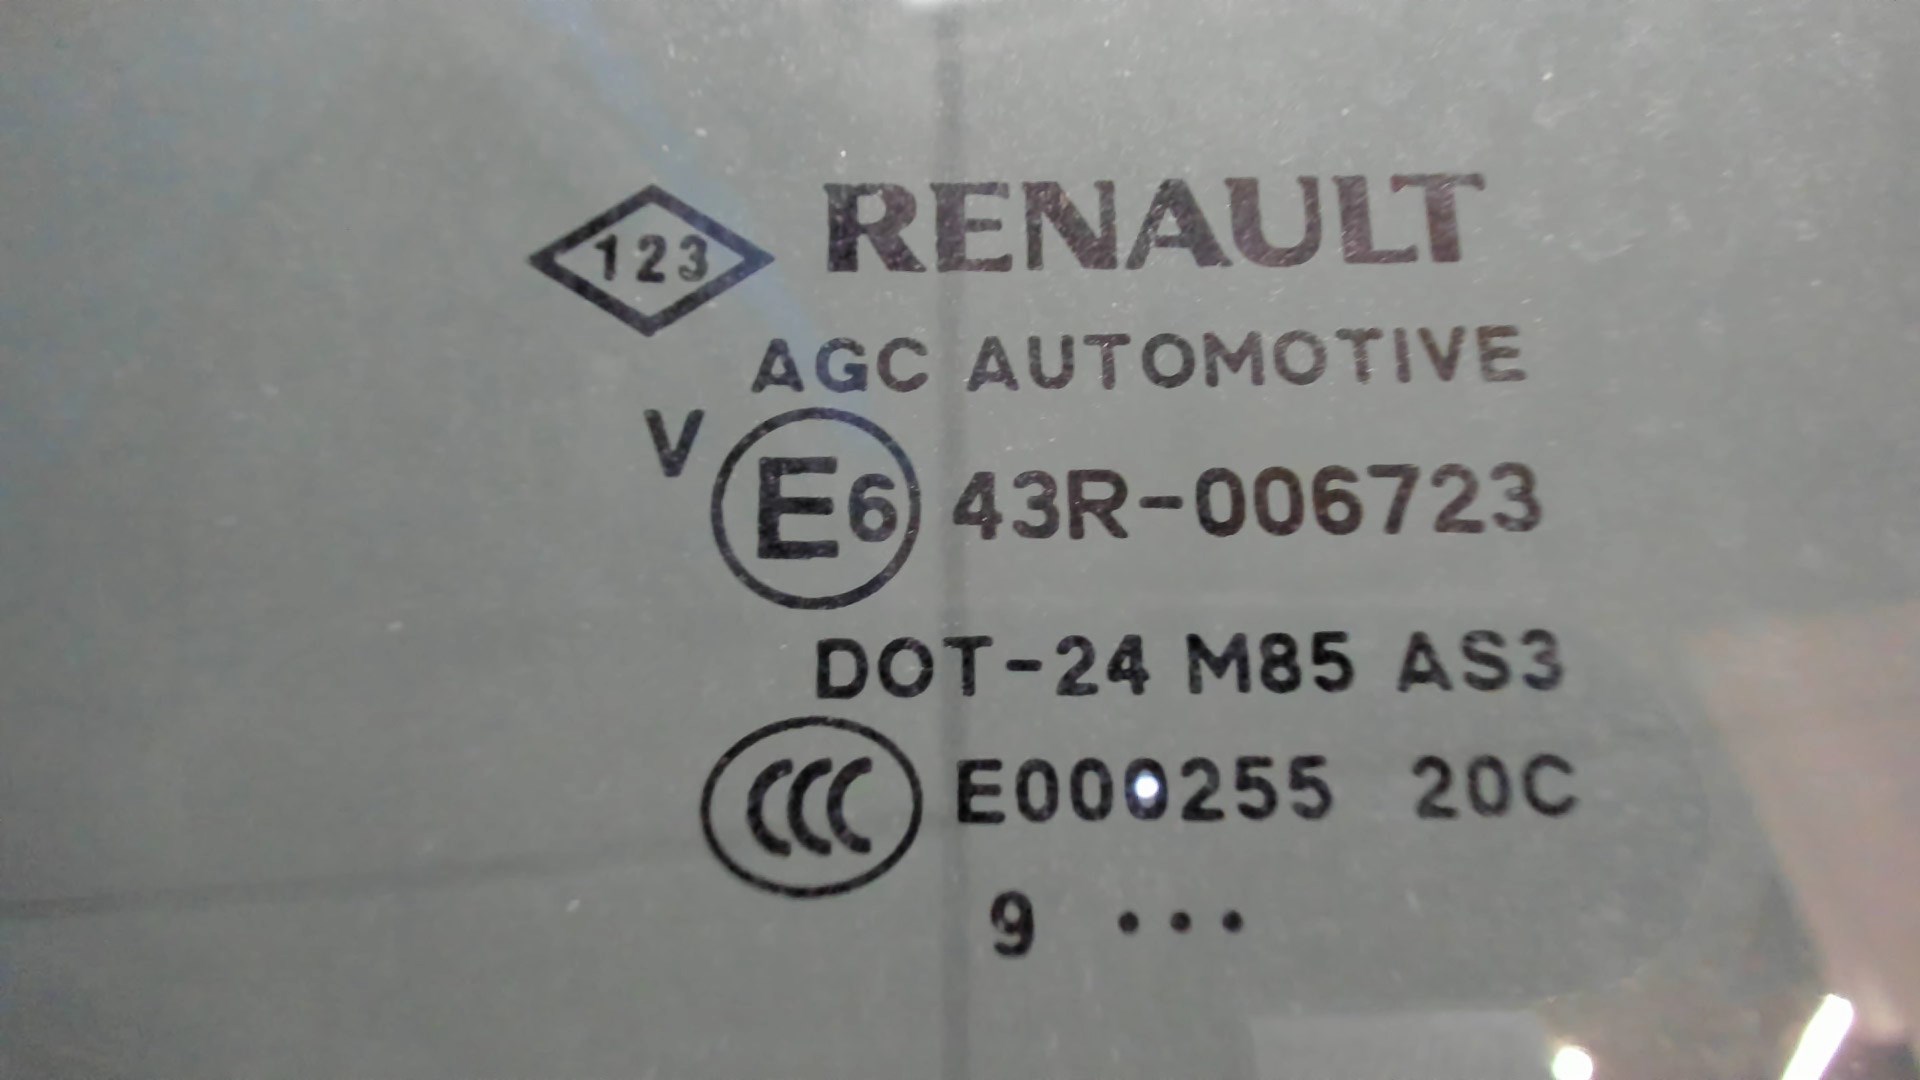 123 RENAULT
AGC AUTOMOTIVE
V E6 43R-006723
DOT-24 M85 AS3
CCC E000255 20C
9 ...